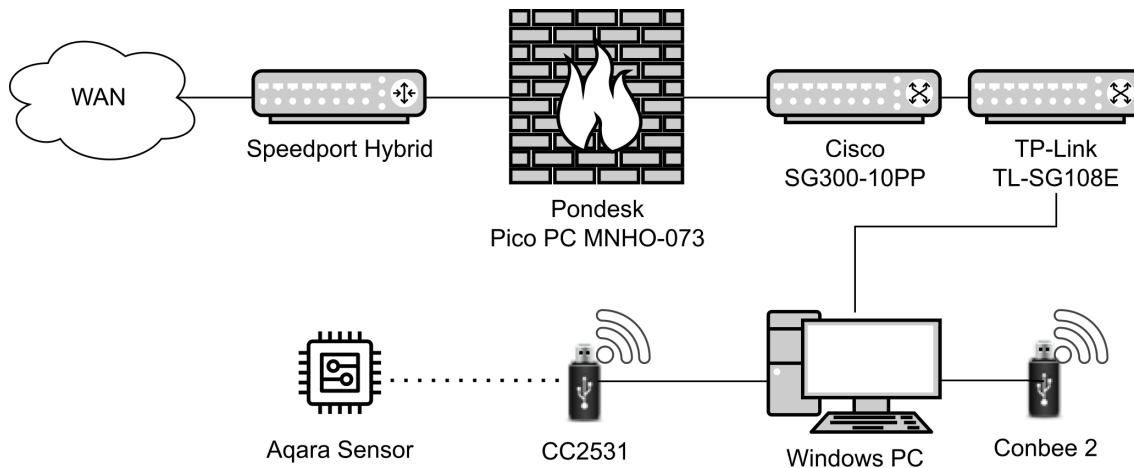 WAN
Speedport Hybrid
Pondesk
Pico PC MNHO-073
Cisco
SG300-10PP
TP-Link
TL-SG108E
Aqara Sensor
CC2531
Windows PC
Conbee 2